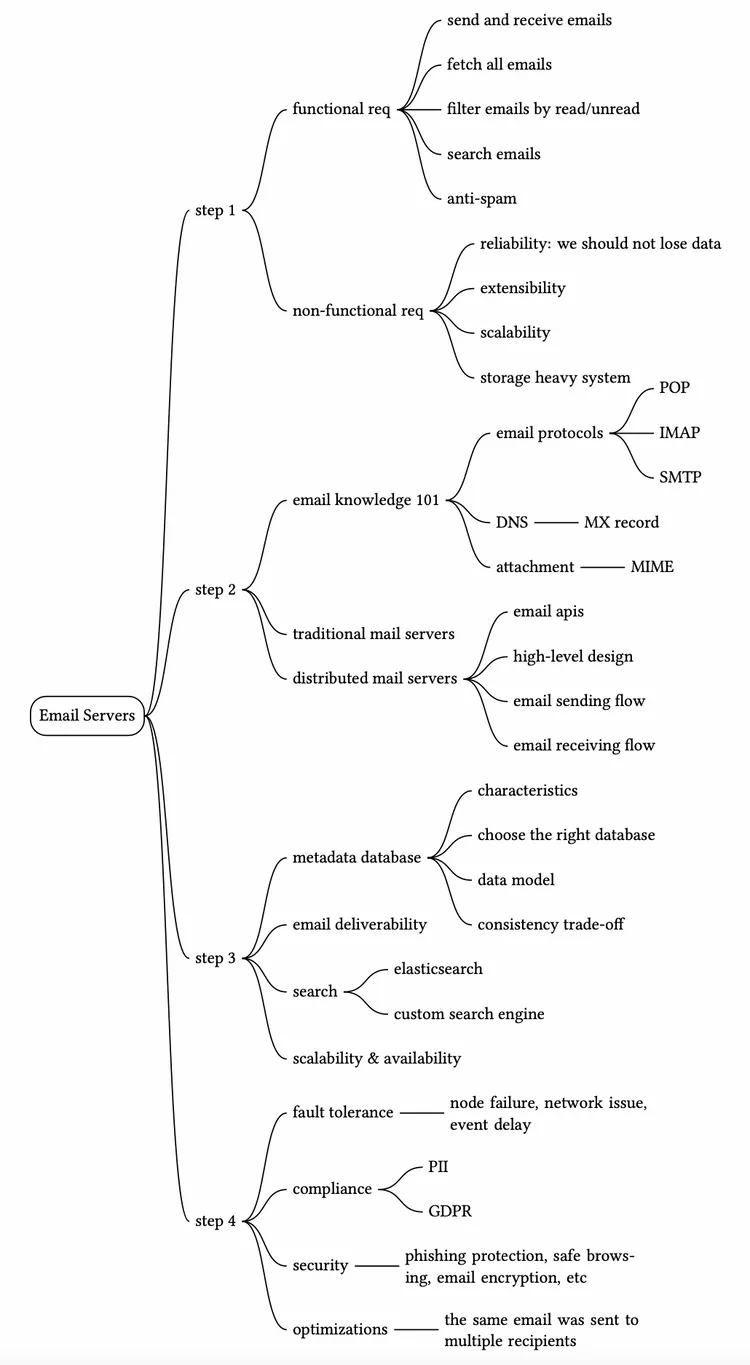 Email Servers
step 1
functional req
send and receive emails
fetch all emails
filter emails by read/unread
search emails
anti-spam
non-functional req
reliability: we should not lose data
extensibility
scalability
storage heavy system
step 2
email knowledge 101
email protocols
POP
IMAP
SMTP
DNS
MX record
attachment
MIME
traditional mail servers
distributed mail servers
email apis
high-level design
email sending flow
email receiving flow
step 3
metadata database
characteristics
choose the right database
data model
consistency trade-off
email deliverability
search
elasticsearch
custom search engine
scalability & availability
step 4
fault tolerance
node failure, network issue,
event delay
compliance
PII
GDPR
security
phishing protection, safe brows-
ing, email encryption, etc
optimizations
the same email was sent to
multiple recipients